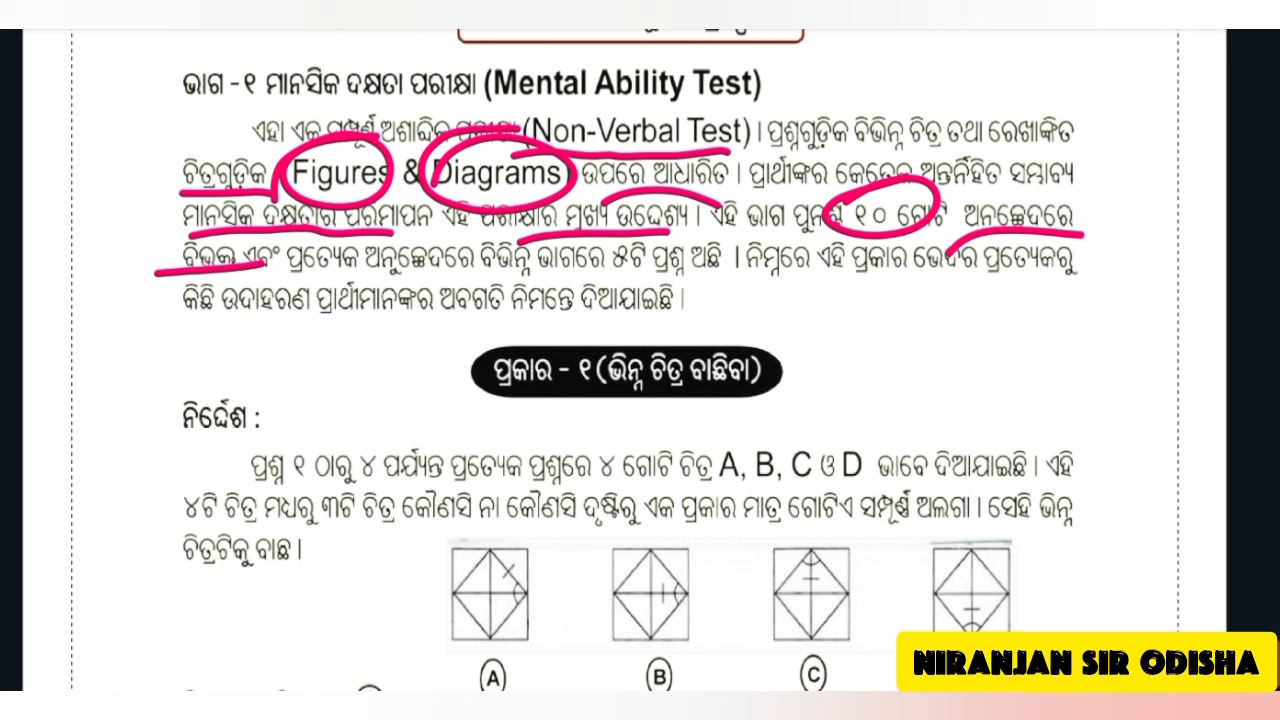 ଭାଗ - ୧ ମାନସିକ ଦକ୍ଷତା ପରୀକ୍ଷା (Mental Ability Test)
ଏହା ଏକ ସମ୍ପୂର୍ଣ୍ଣ ଅଶାବ୍ଦିକ ପରୀକ୍ଷା (Non-Verbal Test) । ପ୍ରଶ୍ନଗୁଡ଼ିକ ବିଭିନ୍ନ ଚିତ୍ର ତଥା ରେଖାଙ୍କିତ
ଚିତ୍ରଗୁଡ଼ିକ Figures & Diagrams ଉପରେ ଆଧାରିତ । ପ୍ରାର୍ଥୀଙ୍କର କେତେକ ଅନ୍ତର୍ନିହିତ ସମ୍ଭାବ୍ୟ
ମାନସିକ ଦକ୍ଷତାର ପରିମାପନ ଏହି ପରୀକ୍ଷାର ମୁଖ୍ୟ ଉଦ୍ଦେଶ୍ୟ । ଏହି ଭାଗ ପୁନଶ୍ଚ ୧୦ ଗୋଟି ଅନୁଚ୍ଛେଦରେ
ବିଭକ୍ତ ଏବଂ ପ୍ରତ୍ୟେକ ଅନୁଚ୍ଛେଦରେ ବିଭିନ୍ନ ଭାଗରେ ୫ଟି ପ୍ରଶ୍ନ ଅଛି । ନିମ୍ନରେ ଏହି ପ୍ରକାର ଭେଦର ପ୍ରତ୍ୟେକରୁ
କିଛି ଉଦାହରଣ ପ୍ରାର୍ଥୀମାନଙ୍କର ଅବଗତି ନିମନ୍ତେ ଦିଆଯାଇଛି ।
ପ୍ରକାର - ୧ (ଭିନ୍ନ ଚିତ୍ର ବାଛିବା)
ନିର୍ଦ୍ଦେଶ :
ପ୍ରଶ୍ନ ୧ ଠାରୁ ୪ ପର୍ଯ୍ୟନ୍ତ ପ୍ରତ୍ୟେକ ପ୍ରଶ୍ନରେ ୪ ଗୋଟି ଚିତ୍ର A, B, C ଓ D ଭାବେ ଦିଆଯାଇଛି । ଏହି
୪ଟି ଚିତ୍ର ମଧ୍ୟରୁ ୩ଟି ଚିତ୍ର କୌଣସି ନା କୌଣସି ଦୃଷ୍ଟିରୁ ଏକ ପ୍ରକାର ମାତ୍ର ଗୋଟିଏ ସମ୍ପୂର୍ଣ୍ଣ ଅଲଗା । ସେହି ଭିନ୍ନ
ଚିତ୍ରଟିକୁ ବାଛ ।
A B C
NIRANJAN SIR ODISHA